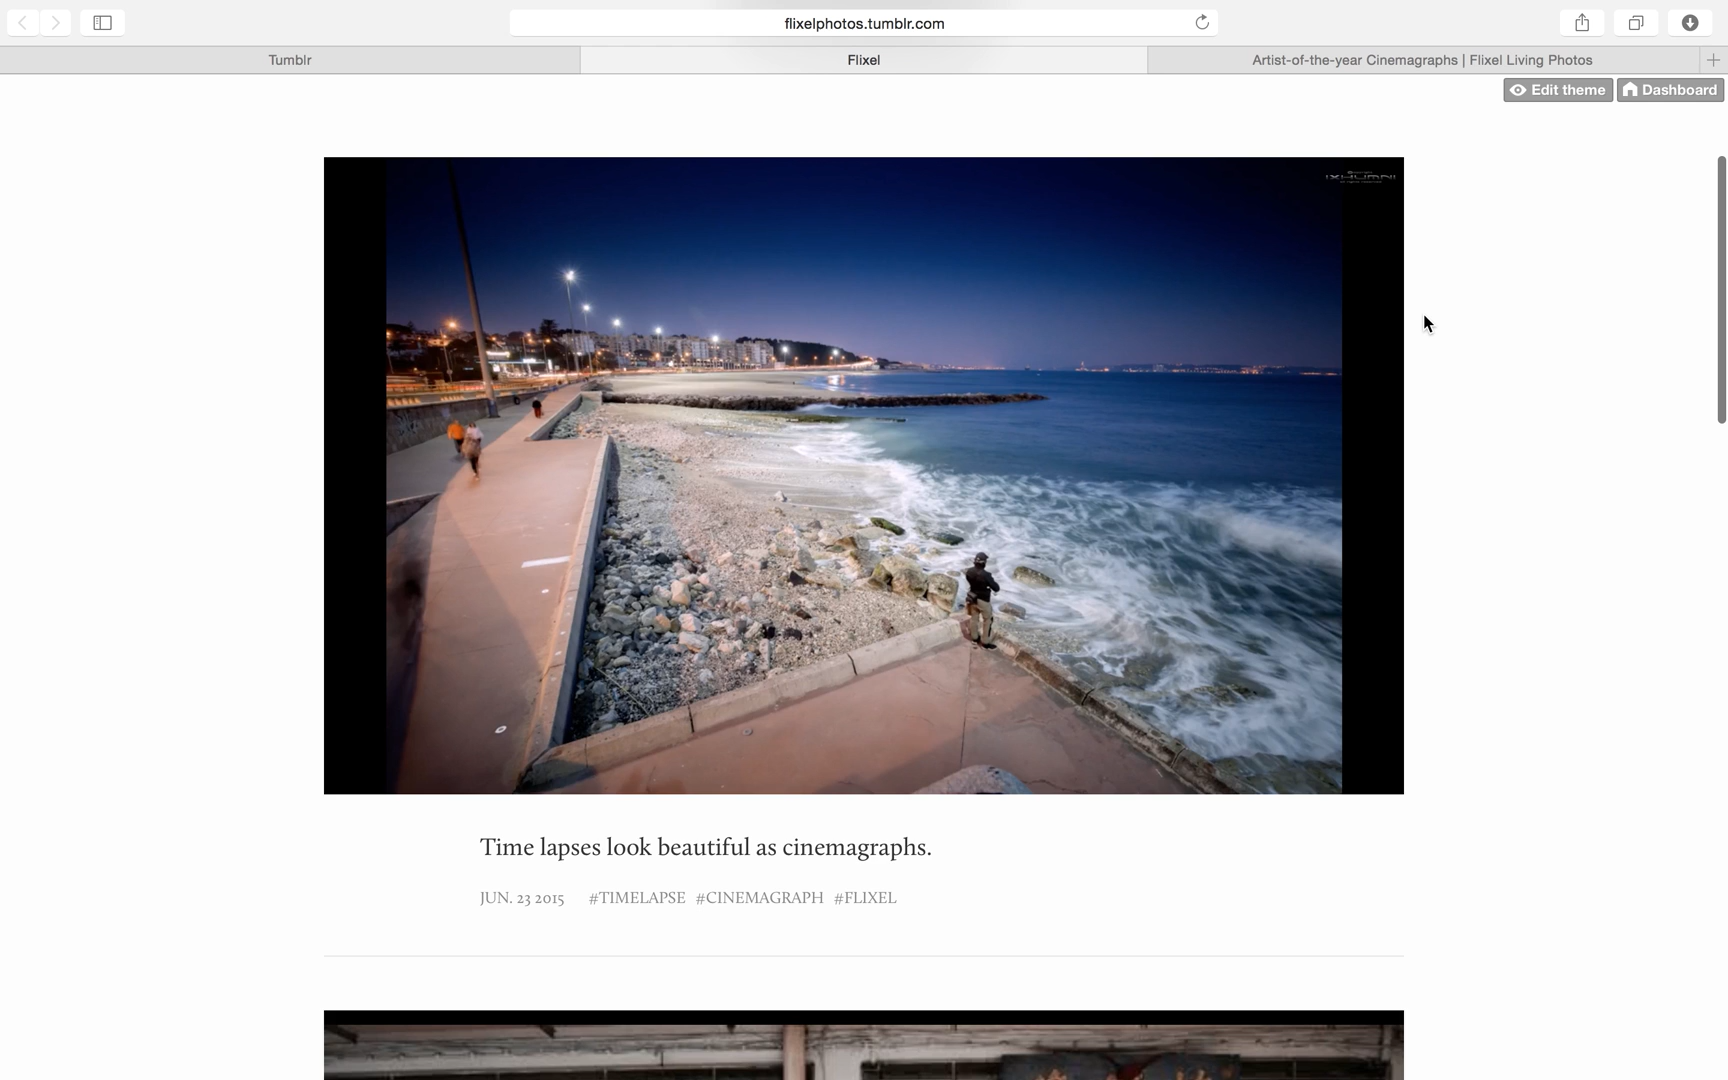 flixelphotos.tumblr.com
Tumblr
Flixel
Artist-of-the-year Cinemagraphs | Flixel Living Photos
Edit theme
Dashboard
Time lapses look beautiful as cinemagraphs.
JUN. 23 2015 #TIMELAPSE #CINEMAGRAPH #FLIXEL